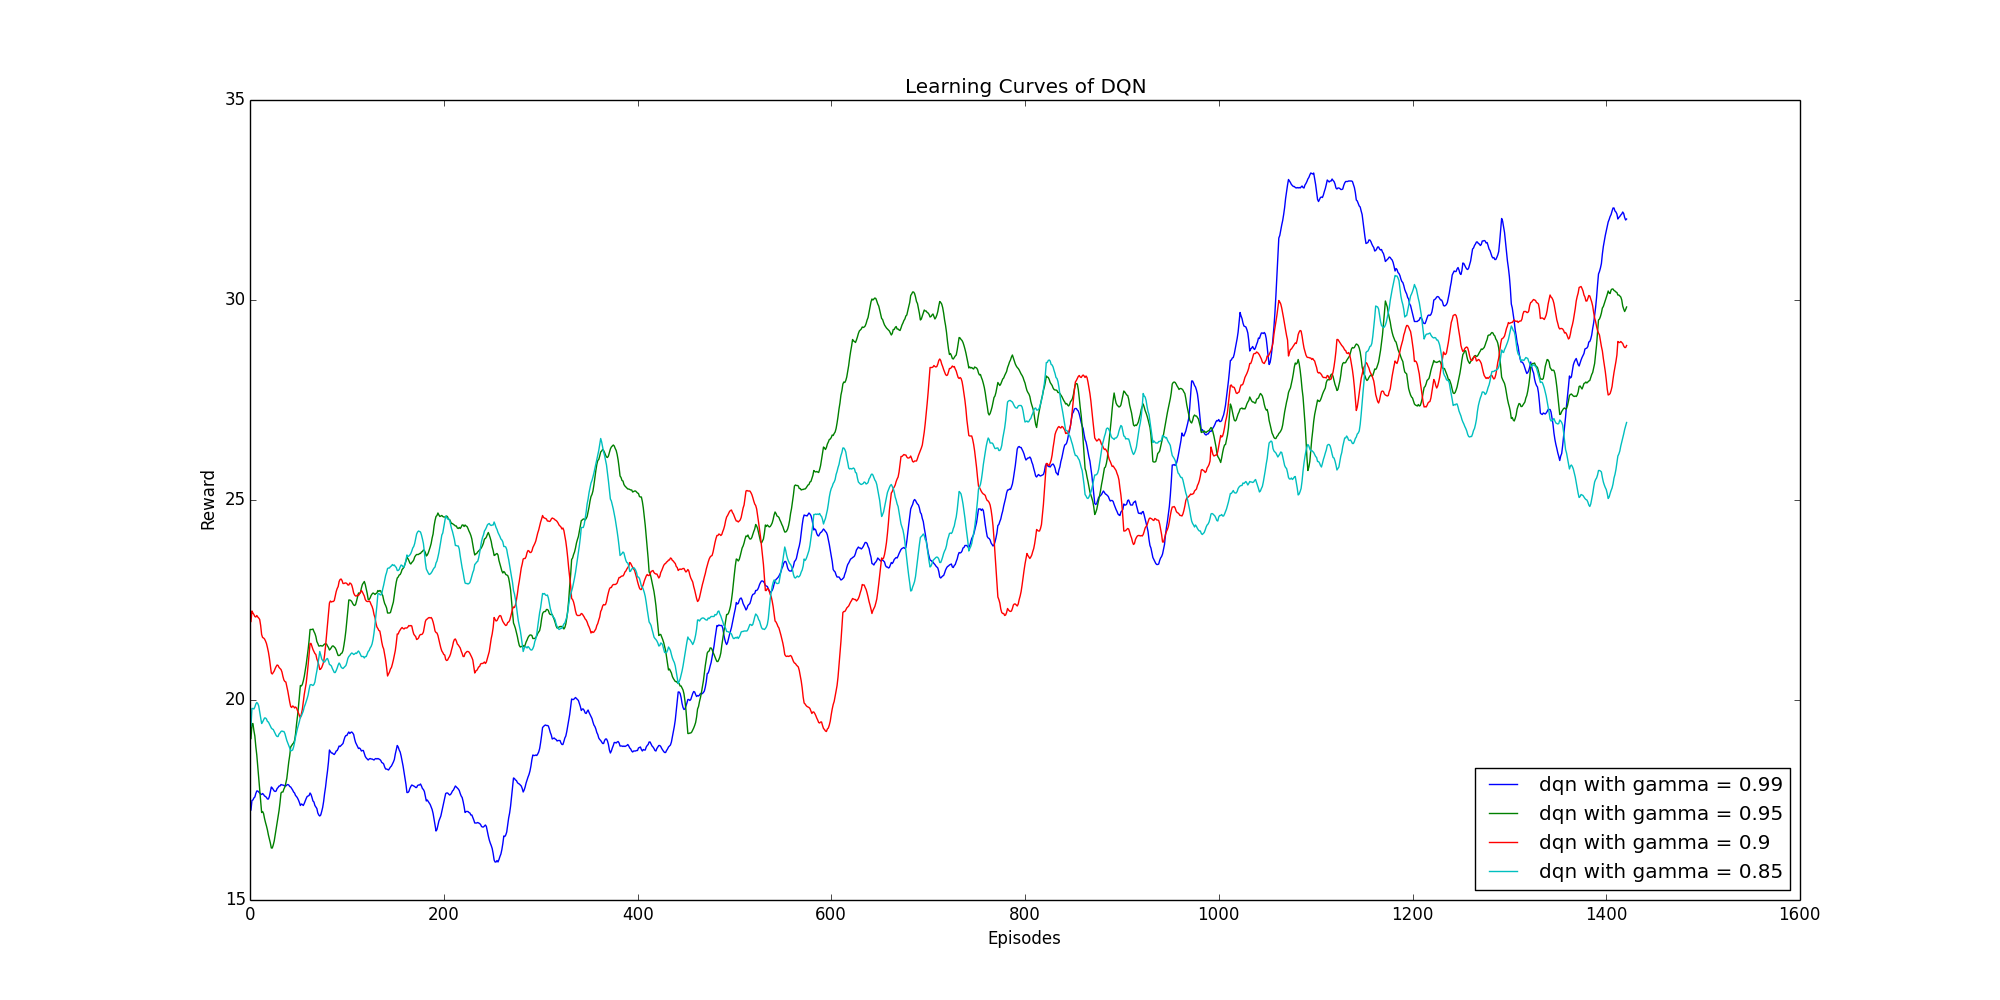 Learning Curves of DQN
35
30
25
20
15
Reward
0 200 400 600 800 1000 1200 1400 1600
Episodes
dqn with gamma = 0.99
dqn with gamma = 0.95
dqn with gamma = 0.9
dqn with gamma = 0.85